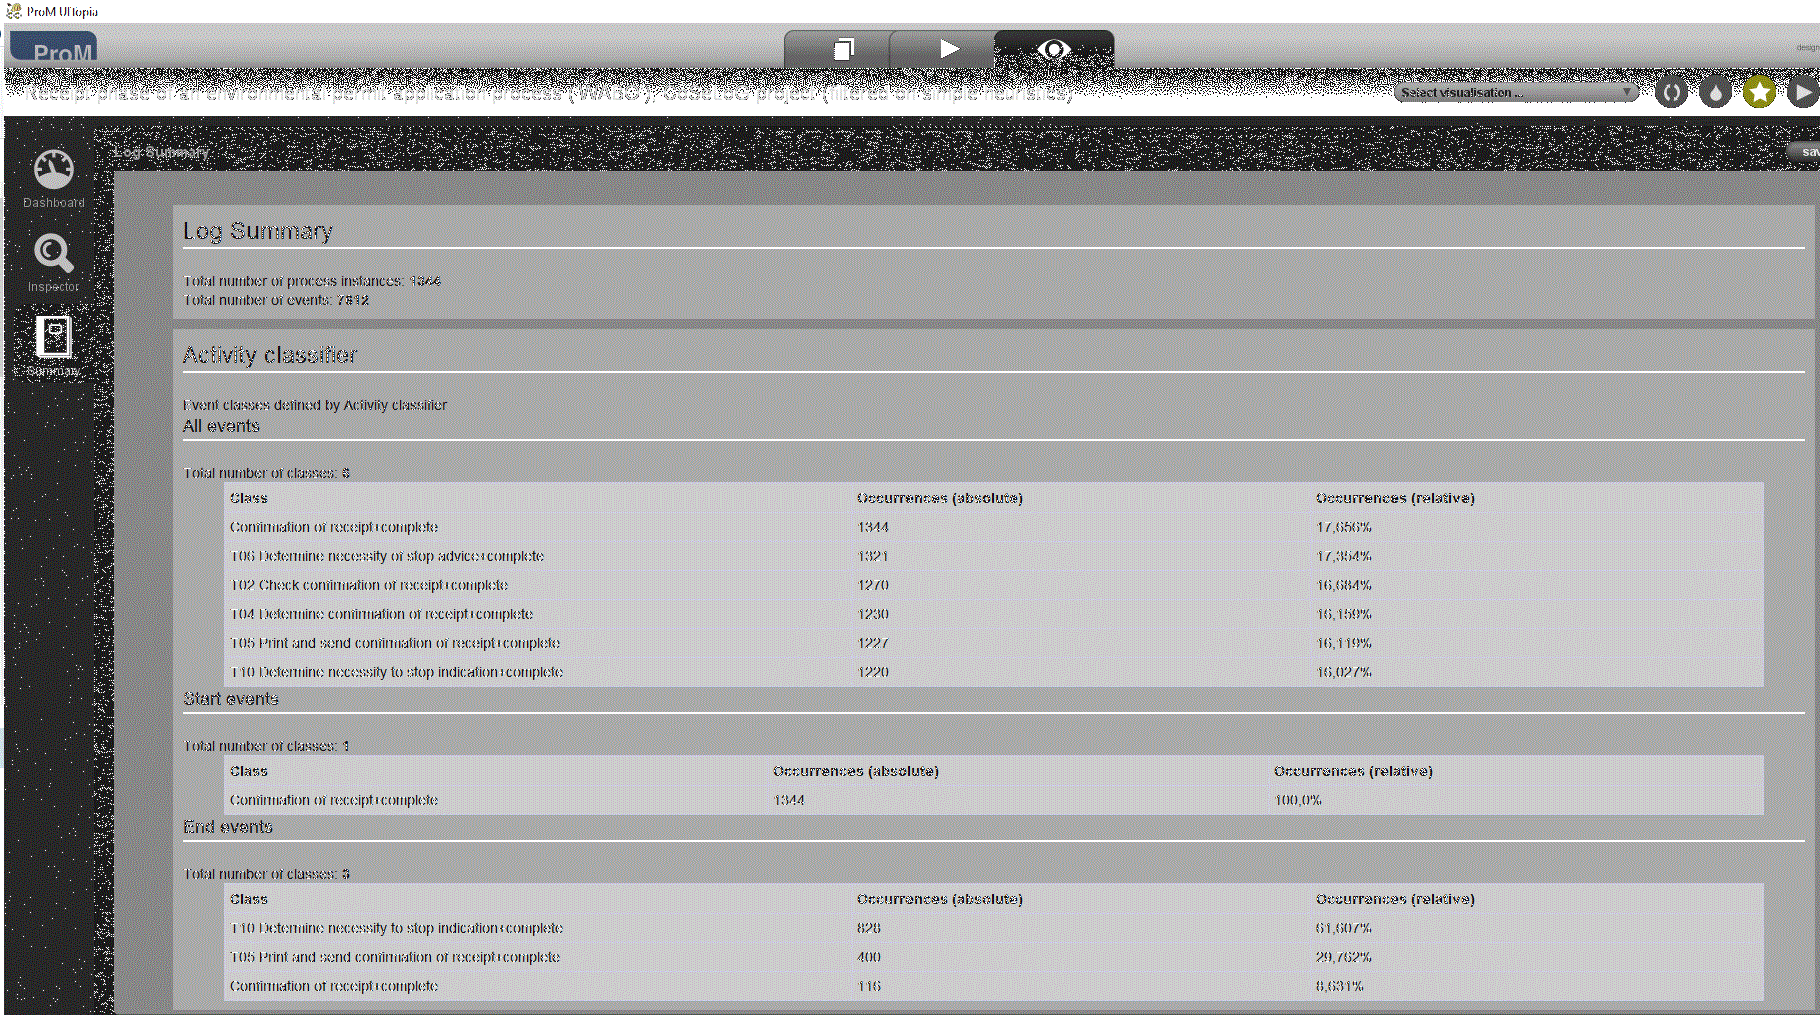 ProM UITopia
ProM
design
Receipt phase of an environmental permit application process (WABO), CoSeLoG project (filtered on simple heuristics)
Select visualisation ...
Log Summary
sav
Dashboard
Inspector
Summary
Log Summary
Total number of process instances: 1344
Total number of events: 7612
Activity classifier
Event classes defined by Activity classifier
All events
Total number of classes: 6
Class Occurrences (absolute) Occurrences (relative)
Confirmation of receipt+complete 1344 17,656%
T06 Determine necessity of stop advice+complete 1321 17,354%
T02 Check confirmation of receipt+complete 1270 16,684%
T04 Determine confirmation of receipt+complete 1230 16,159%
T05 Print and send confirmation of receipt+complete 1227 16,119%
T10 Determine necessity to stop indication+complete 1220 16,027%
Start events
Total number of classes: 1
Class Occurrences (absolute) Occurrences (relative)
Confirmation of receipt+complete 1344 100,0%
End events
Total number of classes: 3
Class Occurrences (absolute) Occurrences (relative)
T10 Determine necessity to stop indication+complete 828 61,607%
T05 Print and send confirmation of receipt+complete 400 29,762%
Confirmation of receipt+complete 116 8,631%